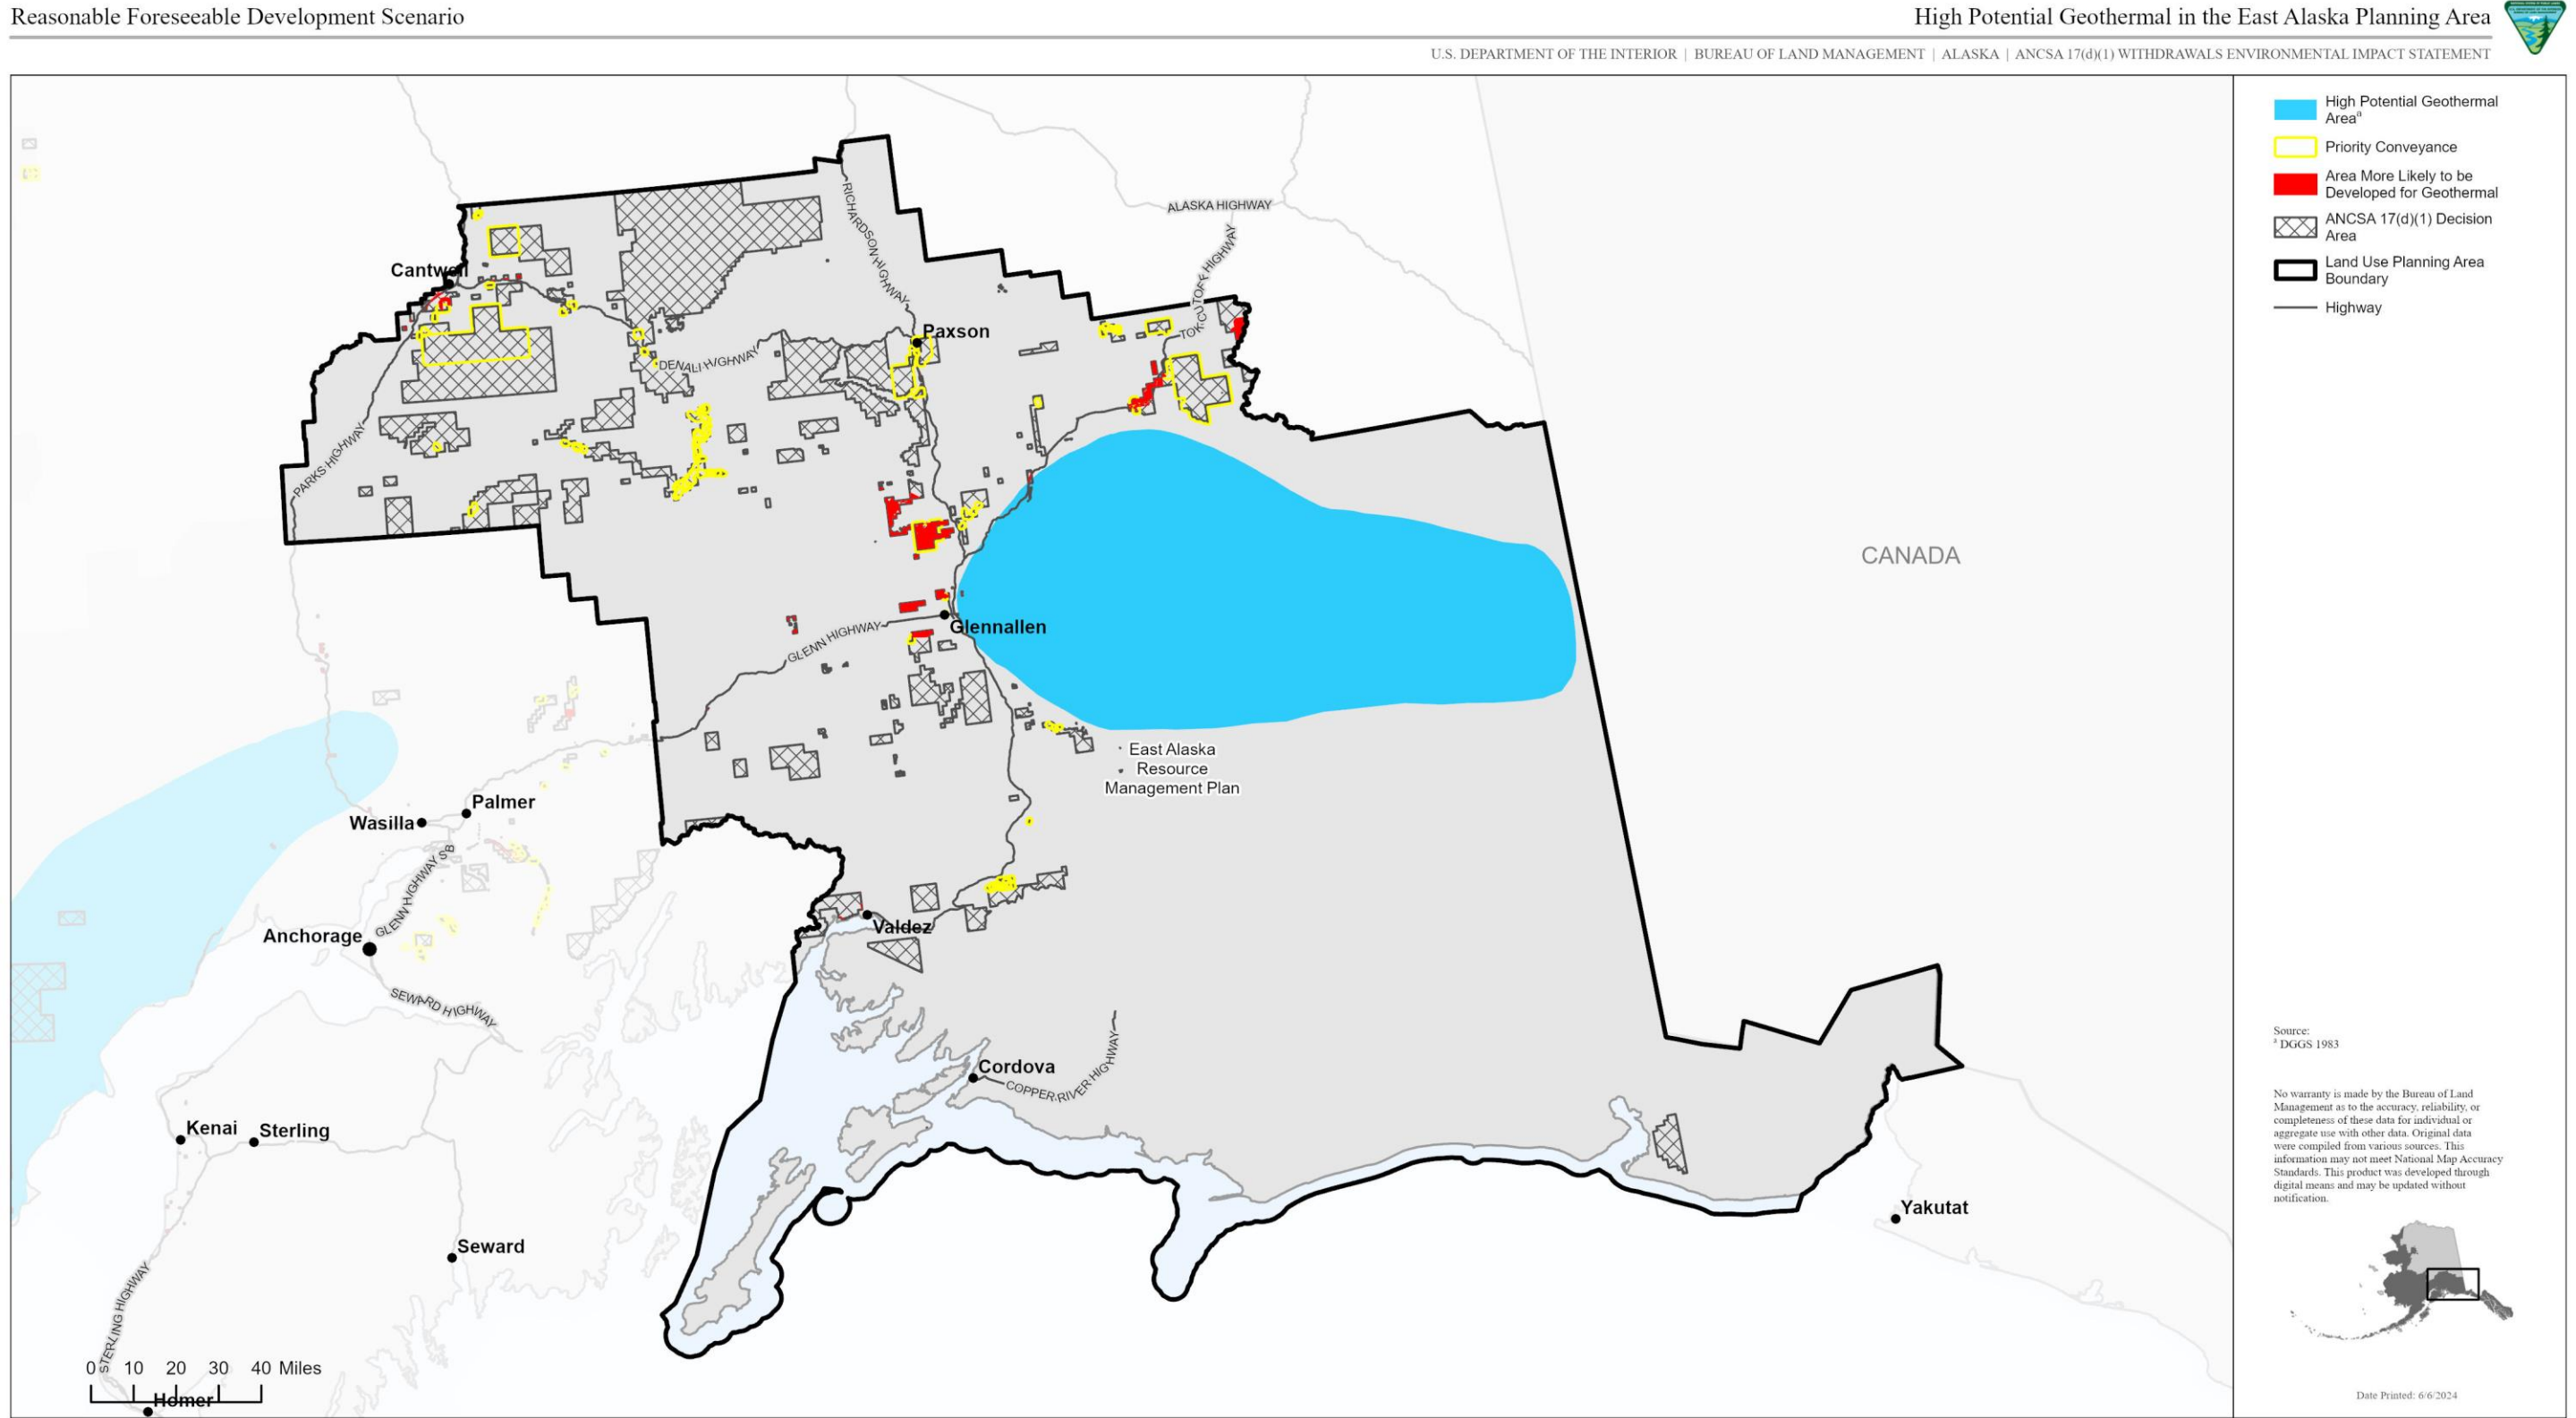 Reasonable Foreseeable Development Scenario
High Potential Geothermal in the East Alaska Planning Area
U.S. DEPARTMENT OF THE INTERIOR | BUREAU OF LAND MANAGEMENT | ALASKA | ANCSA 17(d)(1) WITHDRAWALS ENVIRONMENTAL IMPACT STATEMENT
High Potential Geothermal
Areaᵃ
Priority Conveyance
Area More Likely to be
Developed for Geothermal
ANCSA 17(d)(1) Decision
Area
Land Use Planning Area
Boundary
Highway
ALASKA HIGHWAY
RICHARDSON HIGHWAY
TOK CUTOFF HIGHWAY
Cantwell
Paxson
DENALI HIGHWAY
PARKS HIGHWAY
CANADA
Glennallen
GLENN HIGHWAY
East Alaska
Resource
Management Plan
Palmer
Wasilla
GLENN HIGHWAY SB
Anchorage
Valdez
SEWARD HIGHWAY
Cordova
COPPER RIVER HIGHWAY
Kenai
Sterling
Yakutat
Seward
STERLING HIGHWAY
0 10 20 30 40 Miles
Homer
Source:
ᵃ DGGS 1983
No warranty is made by the Bureau of Land
Management as to the accuracy, reliability, or
completeness of these data for individual or
aggregate use with other data. Original data
were compiled from various sources. This
information may not meet National Map Accuracy
Standards. This product was developed through
digital means and may be updated without
notification.
Date Printed: 6/6/2024